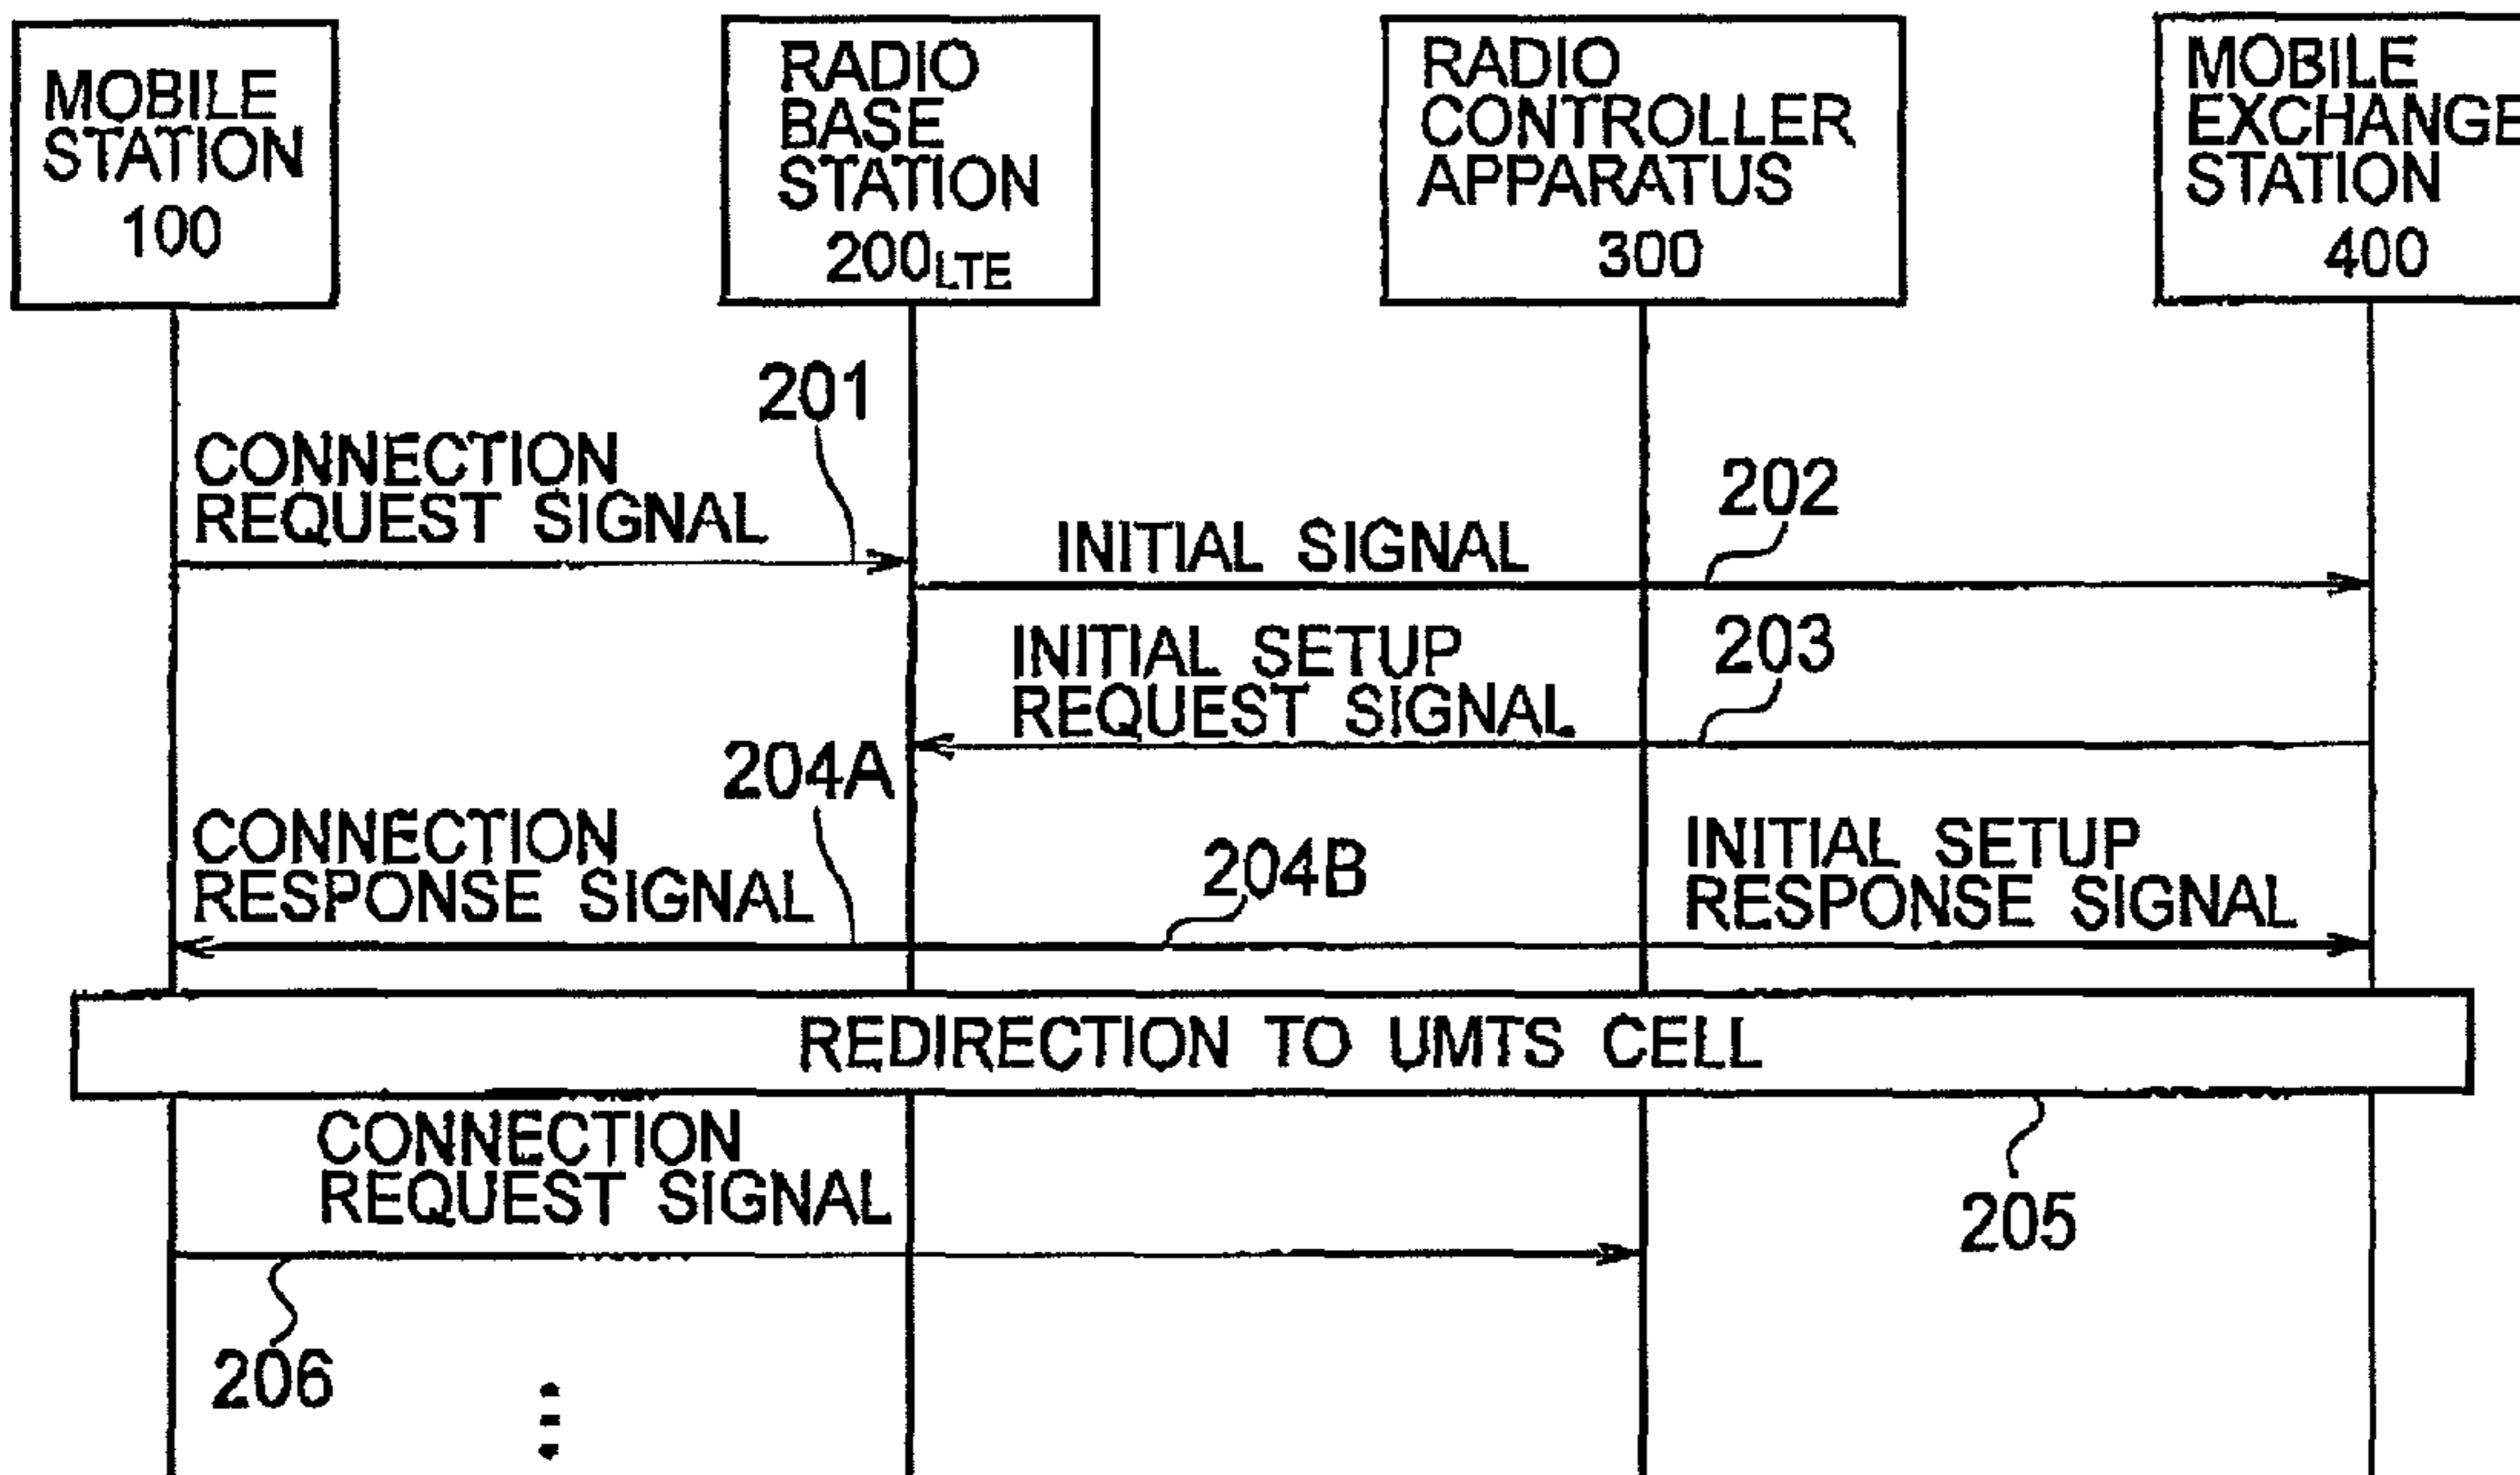 MOBILE
STATION
100
RADIO
BASE
STATION
200LTE
RADIO
CONTROLLER
APPARATUS
300
MOBILE
EXCHANGE
STATION
400
201
CONNECTION
REQUEST SIGNAL
202
INITIAL SIGNAL
203
INITIAL SETUP
REQUEST SIGNAL
204A
CONNECTION
RESPONSE SIGNAL
204B
INITIAL SETUP
RESPONSE SIGNAL
REDIRECTION TO UMTS CELL
CONNECTION
REQUEST SIGNAL
205
206